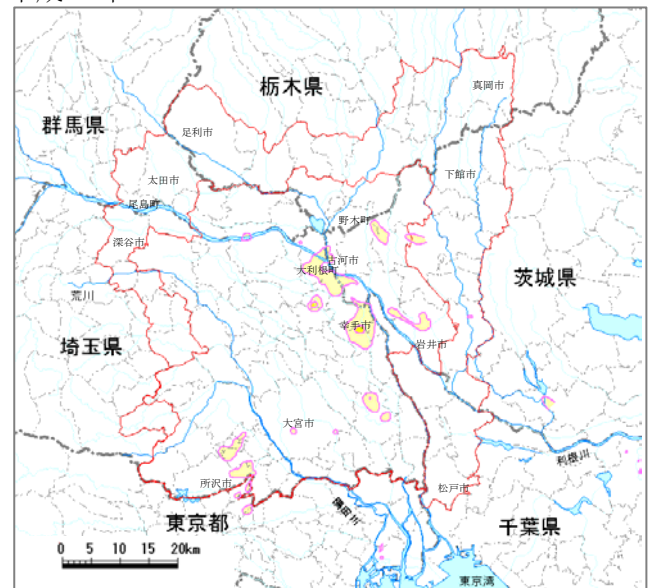 栃木県
真岡市
群馬県
足利市
太田市
下館市
尾島町
野木町
深谷市
古河市
大利根町
茨城県
荒川
幸手市
埼玉県
岩井市
大宮市
利根川
所沢市
松戸市
隅田川
東京都
千葉県
0 5 10 15 20km
東京湾